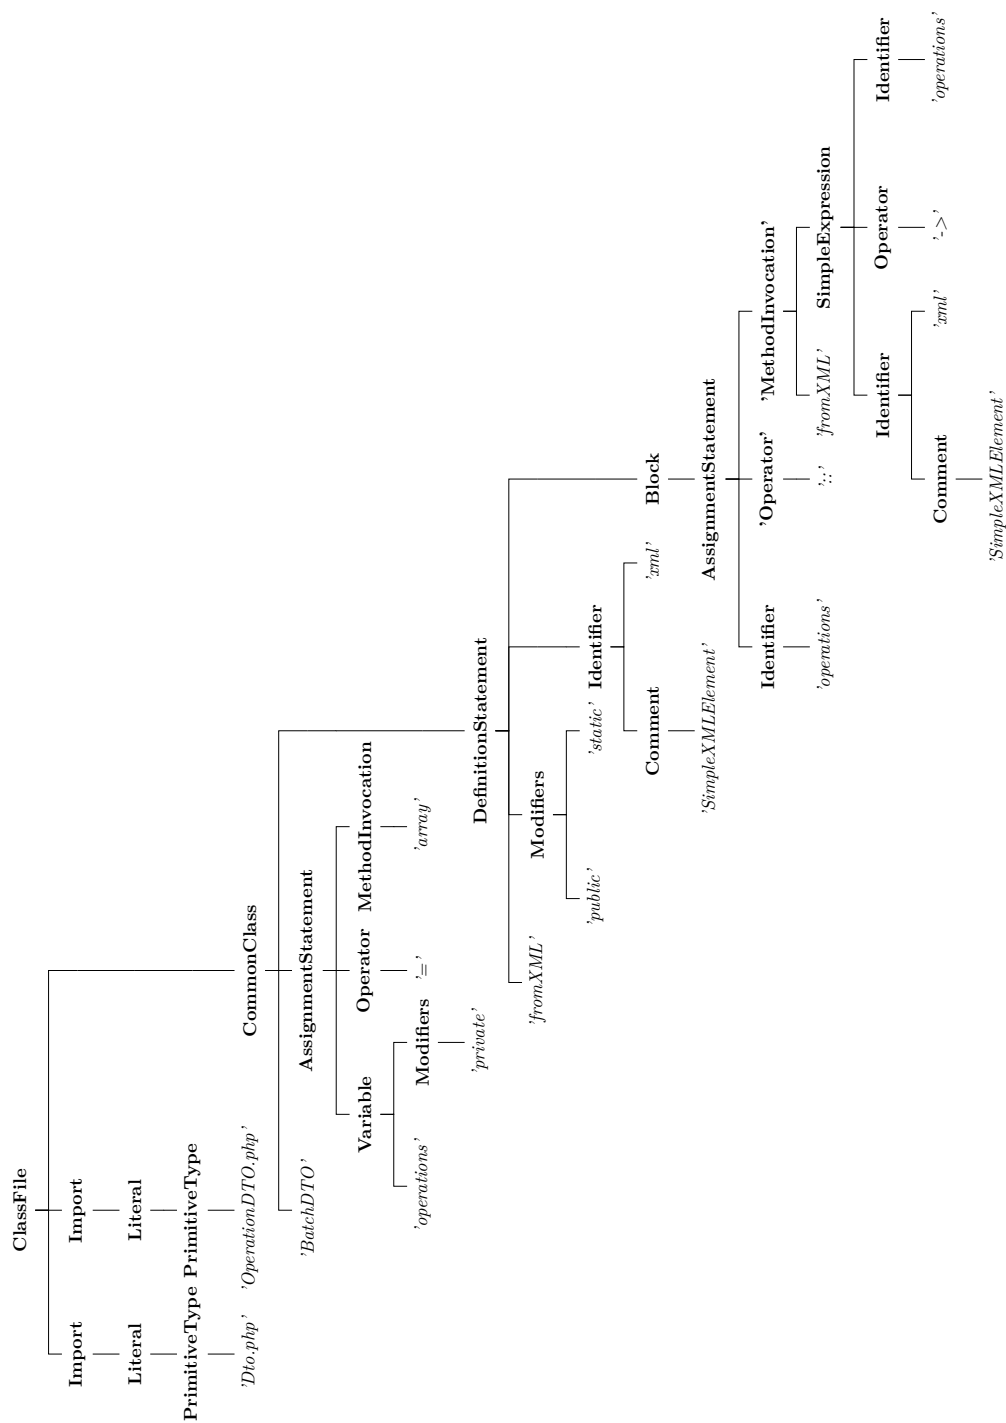 ClassFile
Import
Import
Literal
Literal
PrimitiveType PrimitiveType
'Dto.php'
'OperationDTO.php'
CommonClass
'BatchDTO'
AssignmentStatement
Variable
Operator
MethodInvocation
'operations'
Modifiers
'='
'array'
'private'
DefinitionStatement
'fromXML'
Modifiers
'public'
'static'
Identifier
Comment
'xml'
'SimpleXMLElement'
Block
AssignmentStatement
Identifier
'Operator'
'MethodInvocation'
'operations'
'::'
'fromXML'
SimpleExpression
Identifier
Operator
Identifier
Comment
'xml'
'->'
'operations'
'SimpleXMLElement'